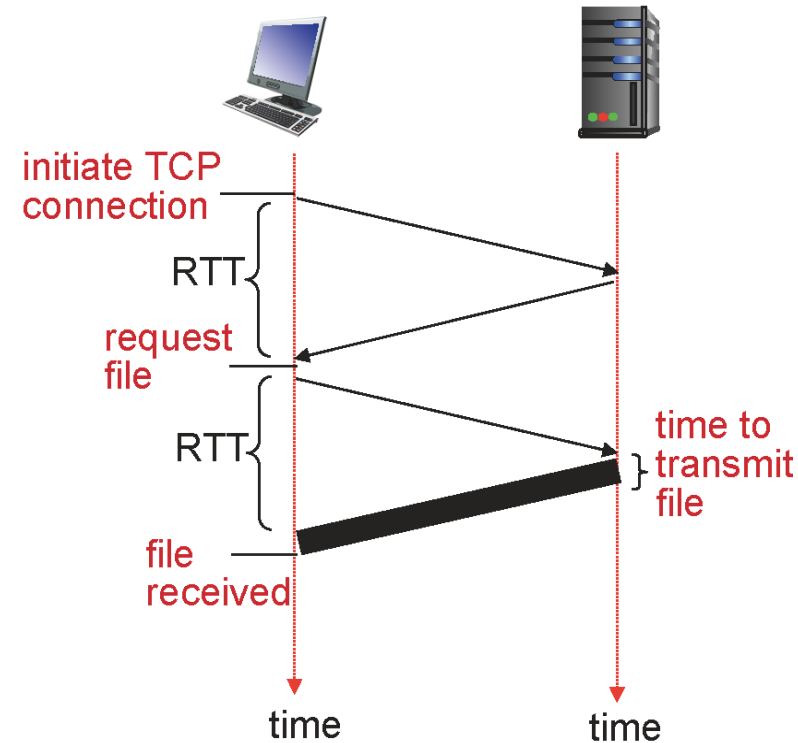 initiate TCP
connection
RTT
request
file
RTT
time to
transmit
file
file
received
time
time